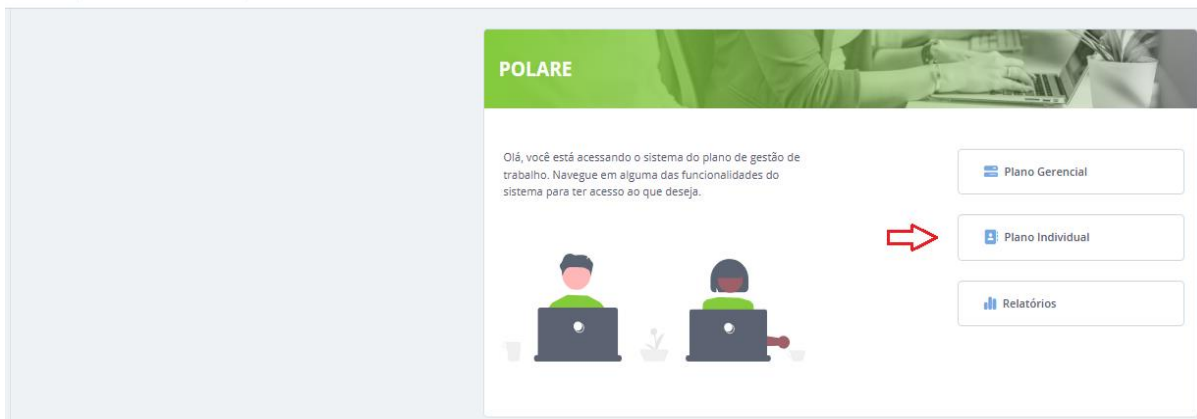 POLARE
Olá, você está acessando o sistema do plano de gestão de
trabalho. Navegue em alguma das funcionalidades do
sistema para ter acesso ao que deseja.
Plano Gerencial
Plano Individual
Relatórios